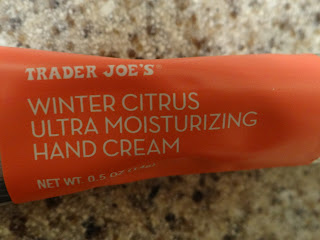 TRADER JOE'S
WINTER CITRUS
ULTRA MOISTURIZING
HAND CREAM
NET WT. 0.5 OZ